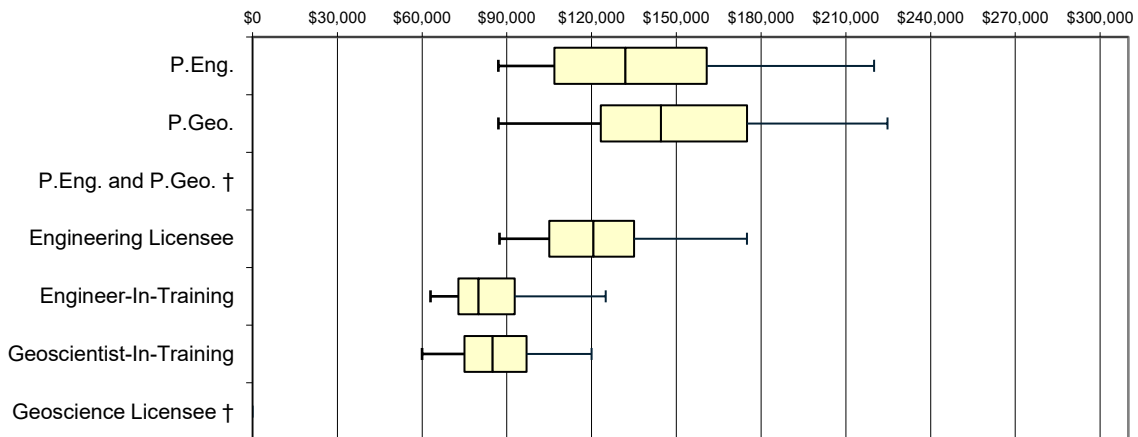 $0 $30,000 $60,000 $90,000 $120,000 $150,000 $180,000 $210,000 $240,000 $270,000 $300,000
P.Eng.
P.Geo.
P.Eng. and P.Geo. †
Engineering Licensee
Engineer-In-Training
Geoscientist-In-Training
Geoscience Licensee †